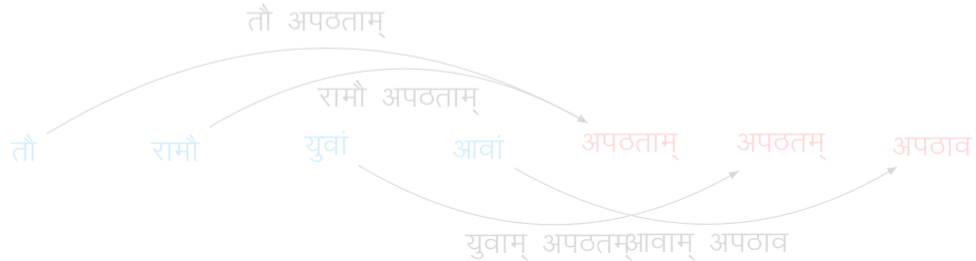 तौ अपठताम्
रामौ अपठताम्
तौ रामौ युवां आवां अपठताम् अपठतम् अपठाव
युवाम् अपठतम् आवाम् अपठाव